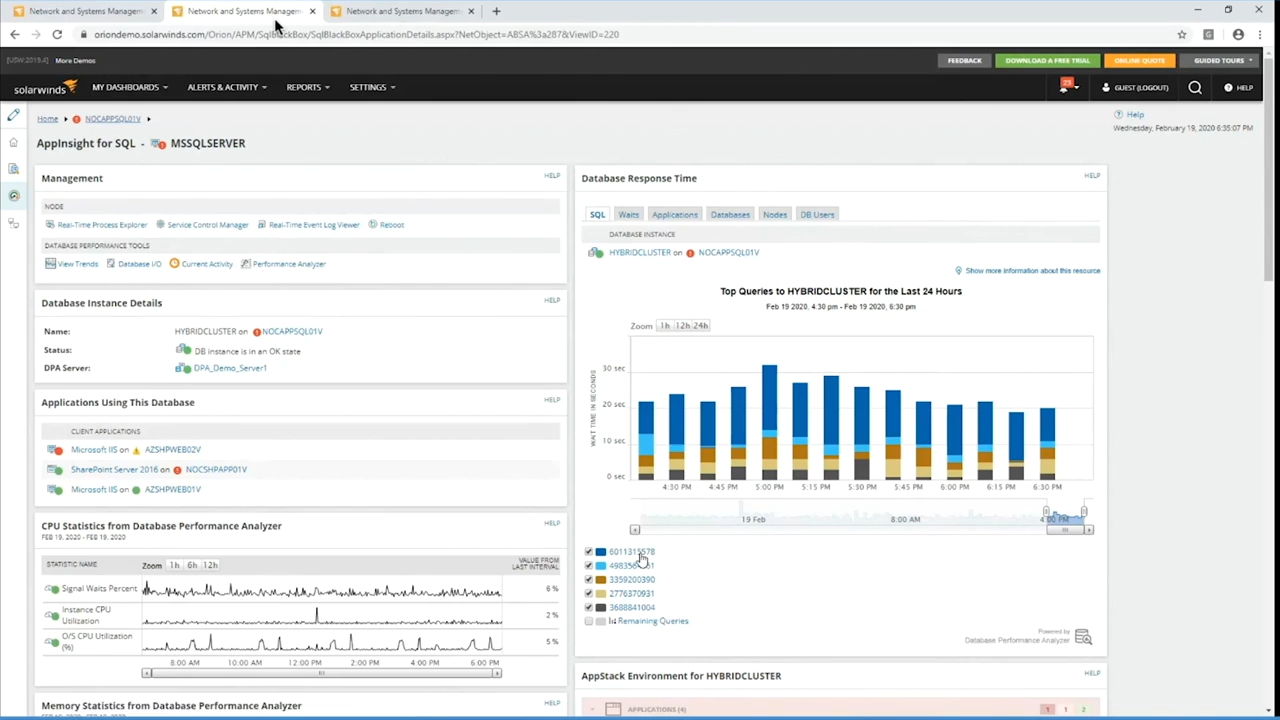 Network and Systems Managem
Network and Systems Managem
Network and Systems Managem
oriondemo.solarwinds.com/Orion/APM/SqlBlackBox/SqlBlackBoxApplicationDetails.aspx?NetObject=ABSA%3a287&ViewID=220
[USW.2019.4] More Demos
FEEDBACK DOWNLOAD A FREE TRIAL ONLINE QUOTE GUIDED TOURS
solarwinds MY DASHBOARDS ALERTS & ACTIVITY REPORTS SETTINGS 23 GUEST (LOGOUT) HELP
Home NOCAPPSQL01V
Help
Wednesday, February 19, 2020 6:35:07 PM
AppInsight for SQL - MSSQLSERVER
Management HELP
NODE
Real-Time Process Explorer Service Control Manager Real-Time Event Log Viewer Reboot
DATABASE PERFORMANCE TOOLS
View Trends Database I/O Current Activity Performance Analyzer
Database Instance Details HELP
Name: HYBRIDCLUSTER on NOCAPPSQL01V
Status: DB instance is in an OK state
DPA Server: DPA_Demo_Server1
Applications Using This Database HELP
CLIENT APPLICATIONS
Microsoft IIS on AZSHPWEB02V
SharePoint Server 2016 on NOCSHPAPP01V
Microsoft IIS on AZSHPWEB01V
CPU Statistics from Database Performance Analyzer HELP
FEB 19, 2020 - FEB 19, 2020
STATISTIC NAME Zoom 1h 6h 12h VALUE FROM LAST INTERVAL
Signal Waits Percent 6 %
Instance CPU Utilization 2 %
O/S CPU Utilization (%) 5 %
8:00 AM 10:00 AM 12:00 PM 2:00 PM 4:00 PM 6:00 PM
Memory Statistics from Database Performance Analyzer HELP
Database Response Time HELP
SQL Waits Applications Databases Nodes DB Users
DATABASE INSTANCE
HYBRIDCLUSTER on NOCAPPSQL01V
Show more information about this resource
Top Queries to HYBRIDCLUSTER for the Last 24 Hours
Feb 19 2020, 4:30 pm - Feb 19 2020, 6:30 pm
Zoom 1h 12h 24h
WAIT TIME IN SECONDS
30 sec
20 sec
10 sec
0 sec
4:30 PM 4:45 PM 5:00 PM 5:15 PM 5:30 PM 5:45 PM 6:00 PM 6:15 PM 6:30 PM
19 Feb 8:00 AM 4:00 PM
6011315578
3359200390
2776370931
3688841004
Remaining Queries
Powered by
Database Performance Analyzer
AppStack Environment for HYBRIDCLUSTER HELP
APPLICATIONS (4) 1 1 2